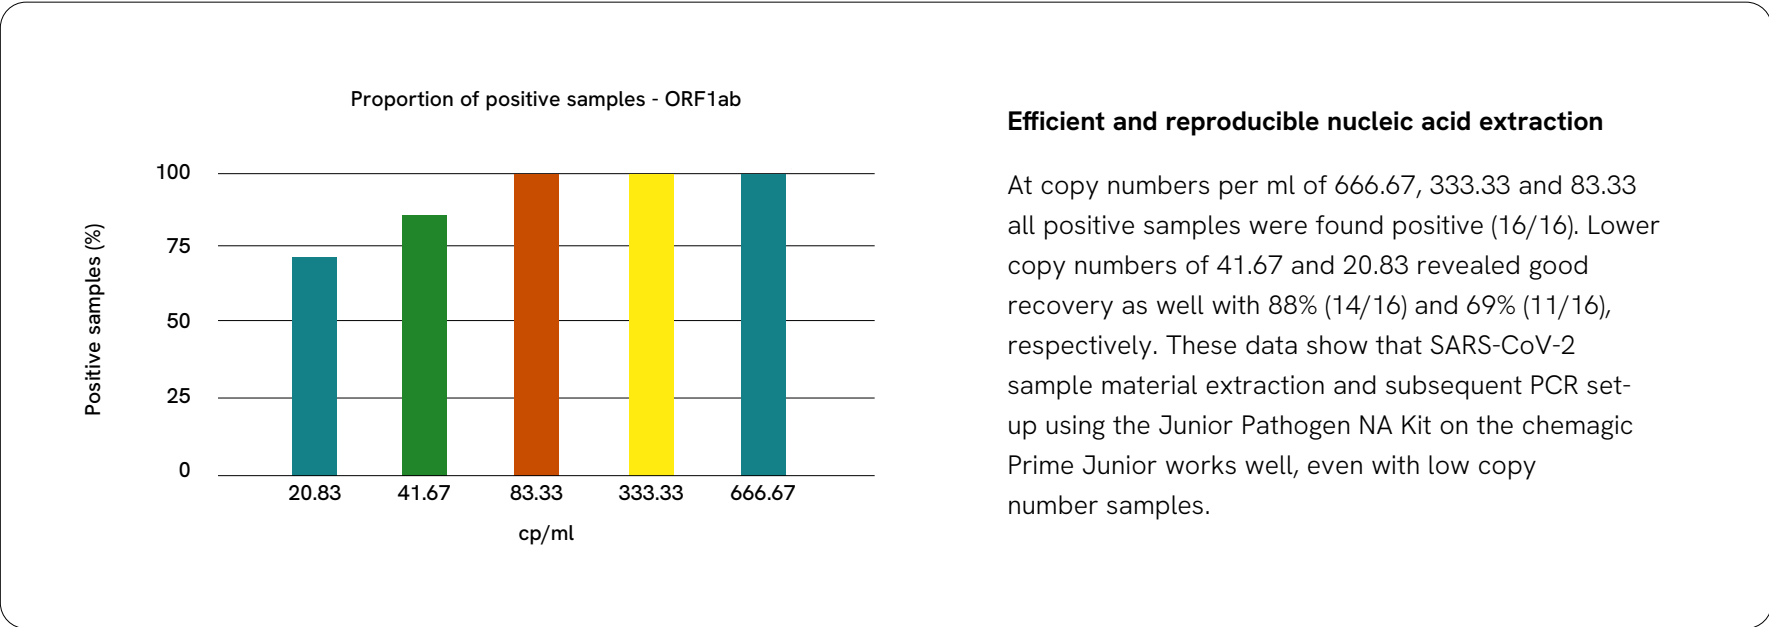 Proportion of positive samples - ORF1ab
100
75
50
25
0
Positive samples (%)
20.83 41.67 83.33 333.33 666.67
cp/ml
Efficient and reproducible nucleic acid extraction
At copy numbers per ml of 666.67, 333.33 and 83.33
all positive samples were found positive (16/16). Lower
copy numbers of 41.67 and 20.83 revealed good
recovery as well with 88% (14/16) and 69% (11/16),
respectively. These data show that SARS-CoV-2
sample material extraction and subsequent PCR set-
up using the Junior Pathogen NA Kit on the chemagic
Prime Junior works well, even with low copy
number samples.